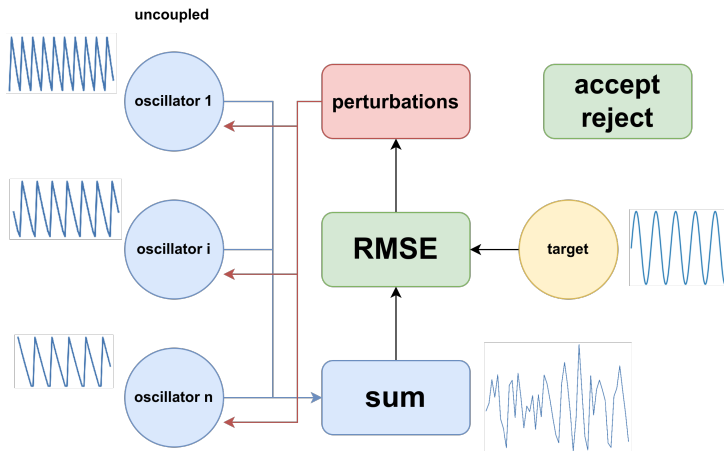 uncoupled
oscillator 1
perturbations
accept
reject
oscillator i
RMSE
target
oscillator n
sum